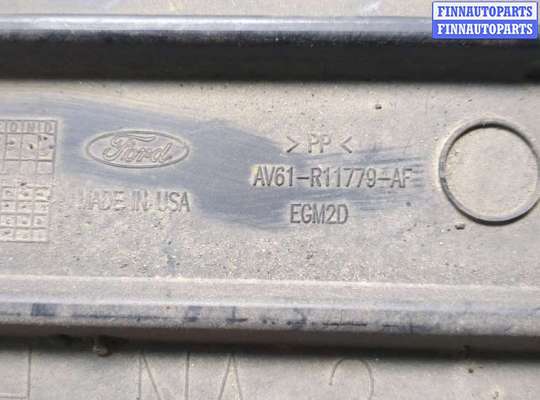 FINNAUTOPARTS
FINNAUTOPARTS
Ford
MADE IN USA
> PP <
AV61-R11779-AF
EGM2D